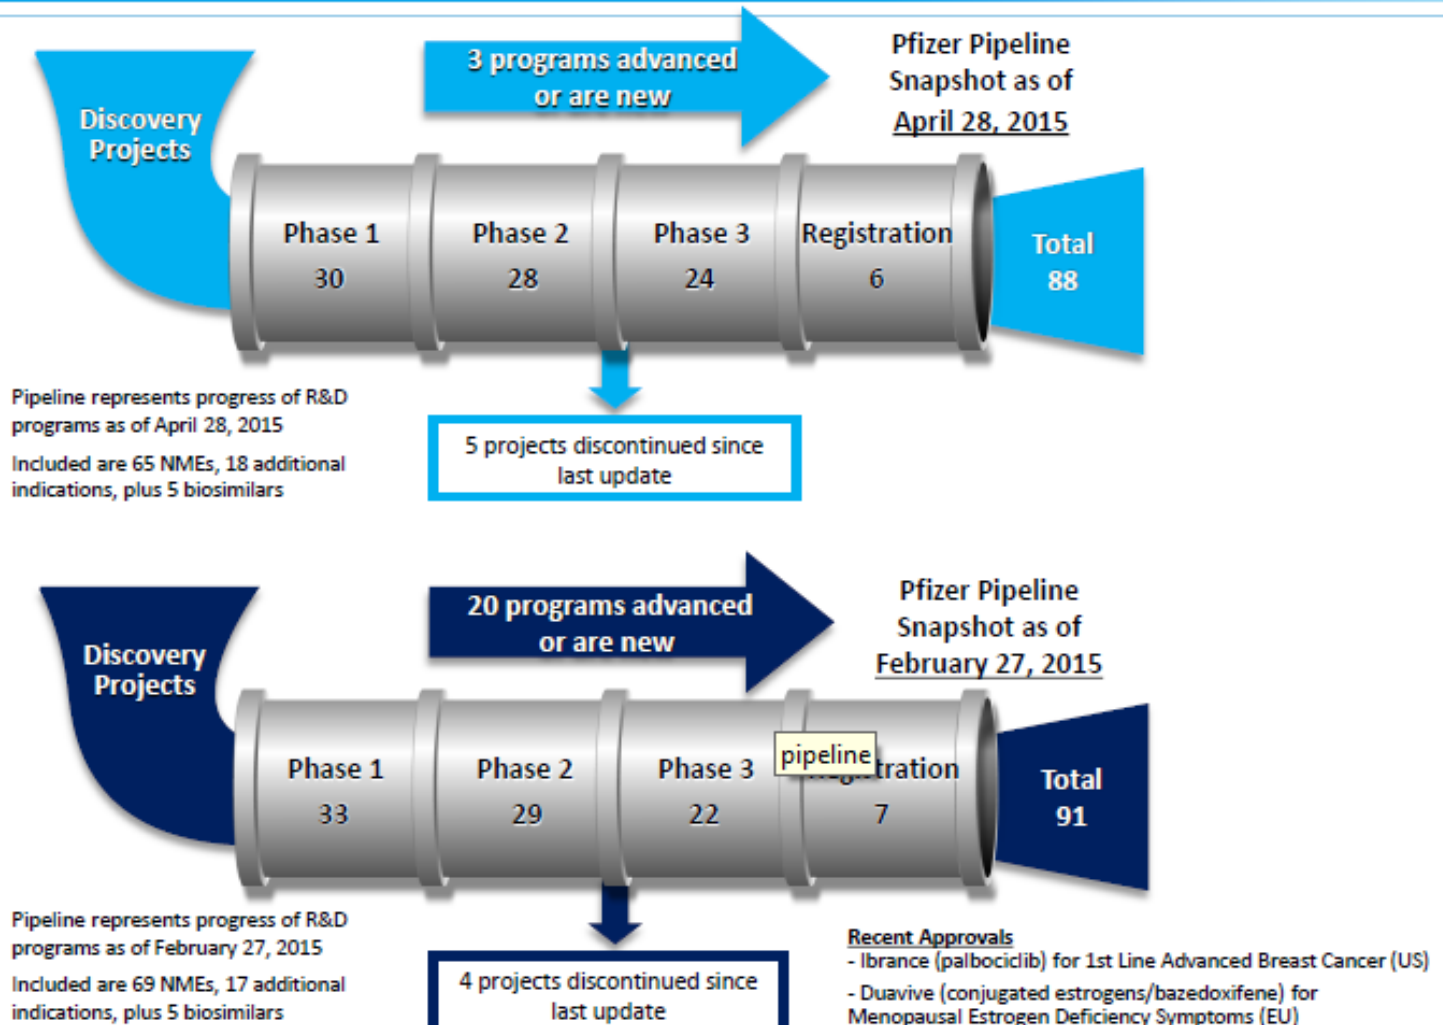 3 programs advanced
or are new
Pfizer Pipeline
Snapshot as of
April 28, 2015
Discovery
Projects
Phase 1
30
Phase 2
28
Phase 3
24
Registration
6
Total
88
Pipeline represents progress of R&D
programs as of April 28, 2015
Included are 65 NMEs, 18 additional
indications, plus 5 biosimilars
5 projects discontinued since
last update
20 programs advanced
or are new
Pfizer Pipeline
Snapshot as of
February 27, 2015
Discovery
Projects
Phase 1
33
Phase 2
29
Phase 3
22
pipeline
tration
7
Total
91
Pipeline represents progress of R&D
programs as of February 27, 2015
Included are 69 NMEs, 17 additional
indications, plus 5 biosimilars
4 projects discontinued since
last update
Recent Approvals
- Ibrance (palbociclib) for 1st Line Advanced Breast Cancer (US)
- Duavive (conjugated estrogens/bazedoxifene) for
Menopausal Estrogen Deficiency Symptoms (EU)